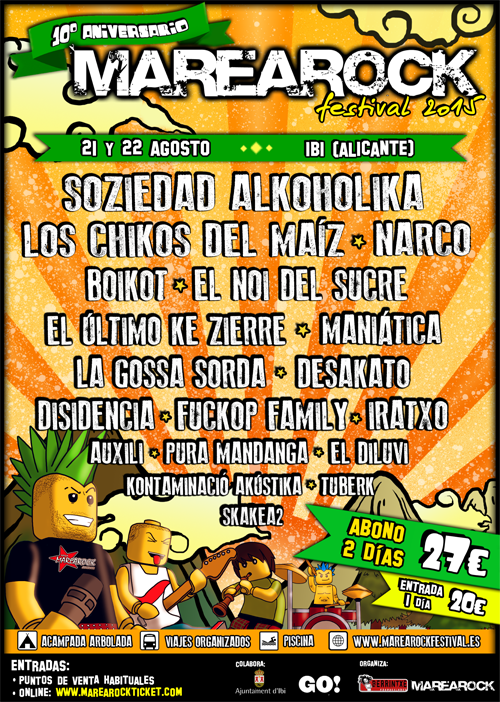 10º ANIVERSARIO
MAREAROCK
festival 2015
21 Y 22 AGOSTO IBI (ALICANTE)
SOZIEDAD ALKOHOLIKA
LOS CHIKOS DEL MAÍZ NARCO
BOIKOT EL NOI DEL SUCRE
EL ÚLTIMO KE ZIERRE MANIÁTICA
LA GOSSA SORDA DESAKATO
DISIDENCIA FUCKOP FAMILY IRATXO
AUXILI PURA MANDANGA EL DILUVI
KONTAMINACIÓ AKÚSTIKA TUBERK
SKAKEA2
ABONO
2 DÍAS 27€
ENTRADA
1 DÍA 20€
MAREAROCK
ACAMPADA ARBOLADA VIAJES ORGANIZADOS PISCINA WWW.MAREAROCKFESTIVAL.ES
ENTRADAS:
• PUNTOS DE VENTA HABITUALES
• ONLINE: WWW.MAREAROCKTICKET.COM
COLABORA:
Ajuntament d'Ibi
GO!
ORGANIZA:
MAREAROCK